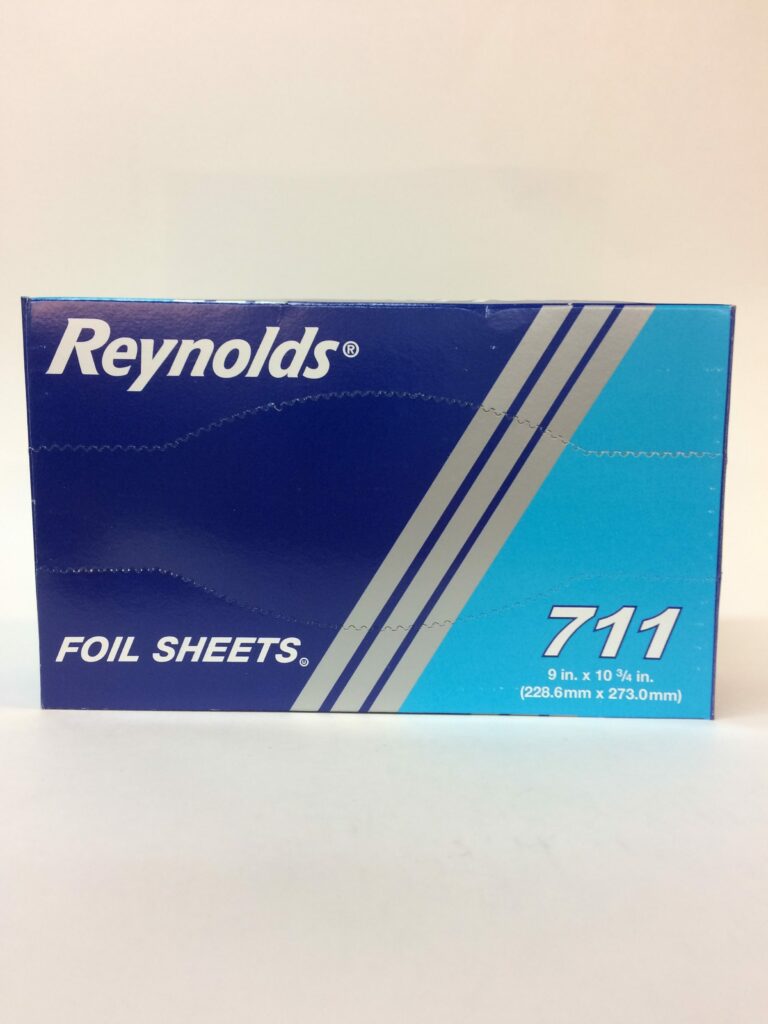 Reynolds®
FOIL SHEETS
711
9 in. x 10 ¾ in.
(228.6mm x 273.0mm)